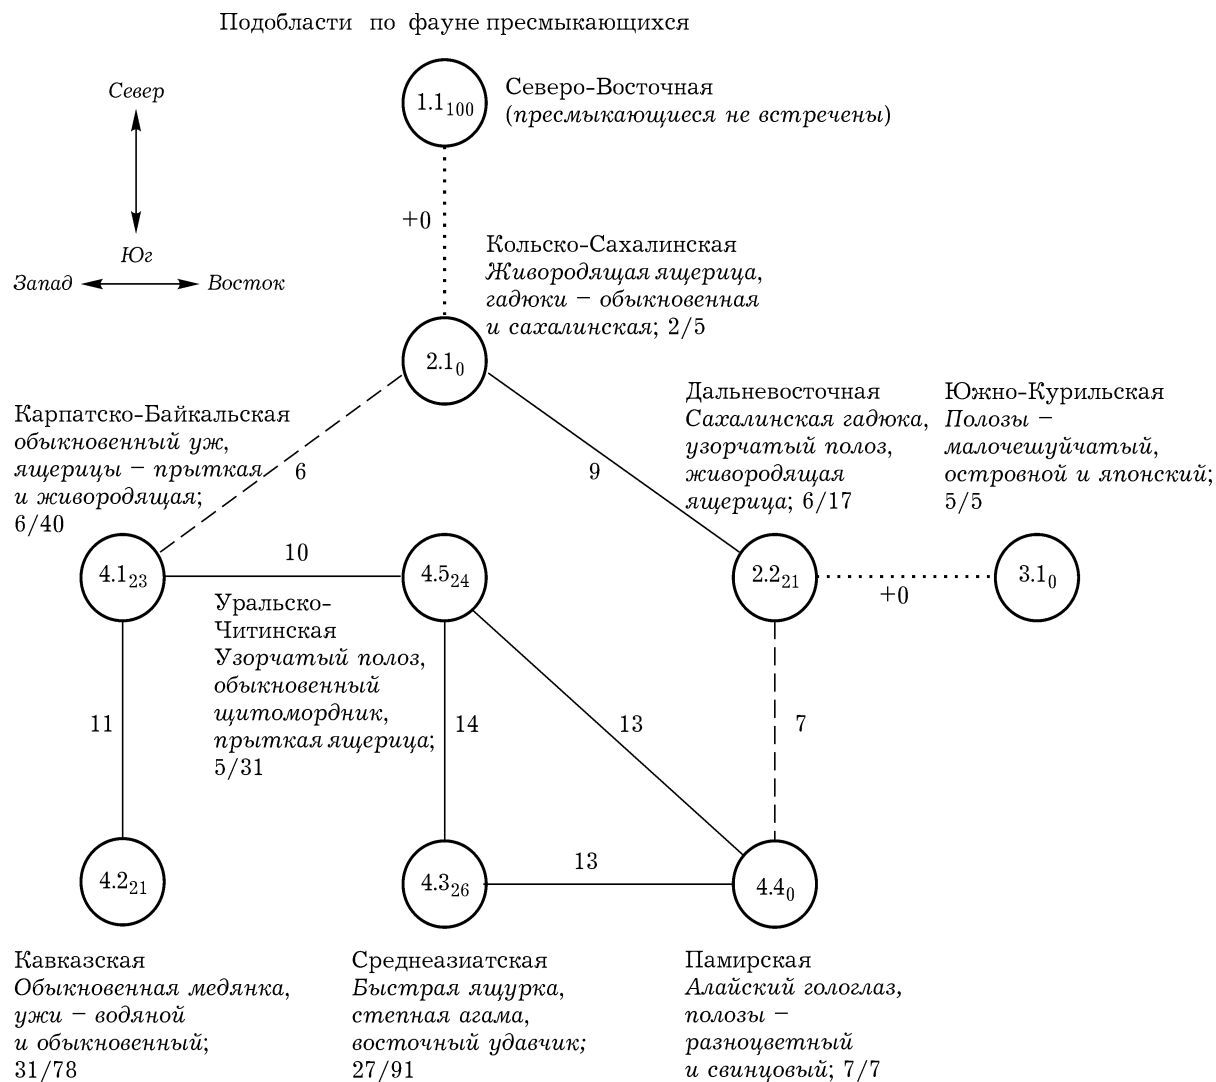 Подобласти по фауне пресмыкающихся
Север
Юг
Запад
Восток
1.1100
Северо-Восточная
(пресмыкающиеся не встречены)
+0
Кольско-Сахалинская
Живородящая ящерица,
гадюки – обыкновенная
и сахалинская; 2/5
2.10
Карпатско-Байкальская
обыкновенный уж,
ящерицы – прыткая
и живородящая;
6/40
6
9
Дальневосточная
Сахалинская гадюка,
узорчатый полоз,
живородящая
ящерица; 6/17
Южно-Курильская
Полозы –
малочешуйчатый,
островной и японский;
5/5
4.123
10
4.524
2.221
+0
3.10
Уральско-
Читинская
Узорчатый полоз,
обыкновенный
щитомордник,
прыткая ящерица;
5/31
11
14
13
7
4.221
4.326
13
4.40
Кавказская
Обыкновенная медянка,
ужи – водяной
и обыкновенный;
31/78
Среднеазиатская
Быстрая ящурка,
степная агама,
восточный удавчик;
27/91
Памирская
Алайский гологлаз,
полозы –
разноцветный
и свинцовый; 7/7